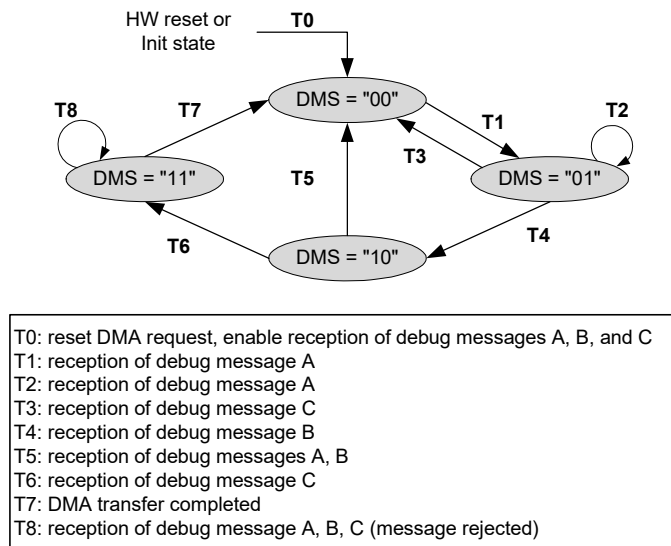 HW reset or
Init state
T0
DMS = "00"
T8
T7
T1
T2
T3
DMS = "11"
T5
DMS = "01"
T6
T4
DMS = "10"
T0: reset DMA request, enable reception of debug messages A, B, and C
T1: reception of debug message A
T2: reception of debug message A
T3: reception of debug message C
T4: reception of debug message B
T5: reception of debug messages A, B
T6: reception of debug message C
T7: DMA transfer completed
T8: reception of debug message A, B, C (message rejected)